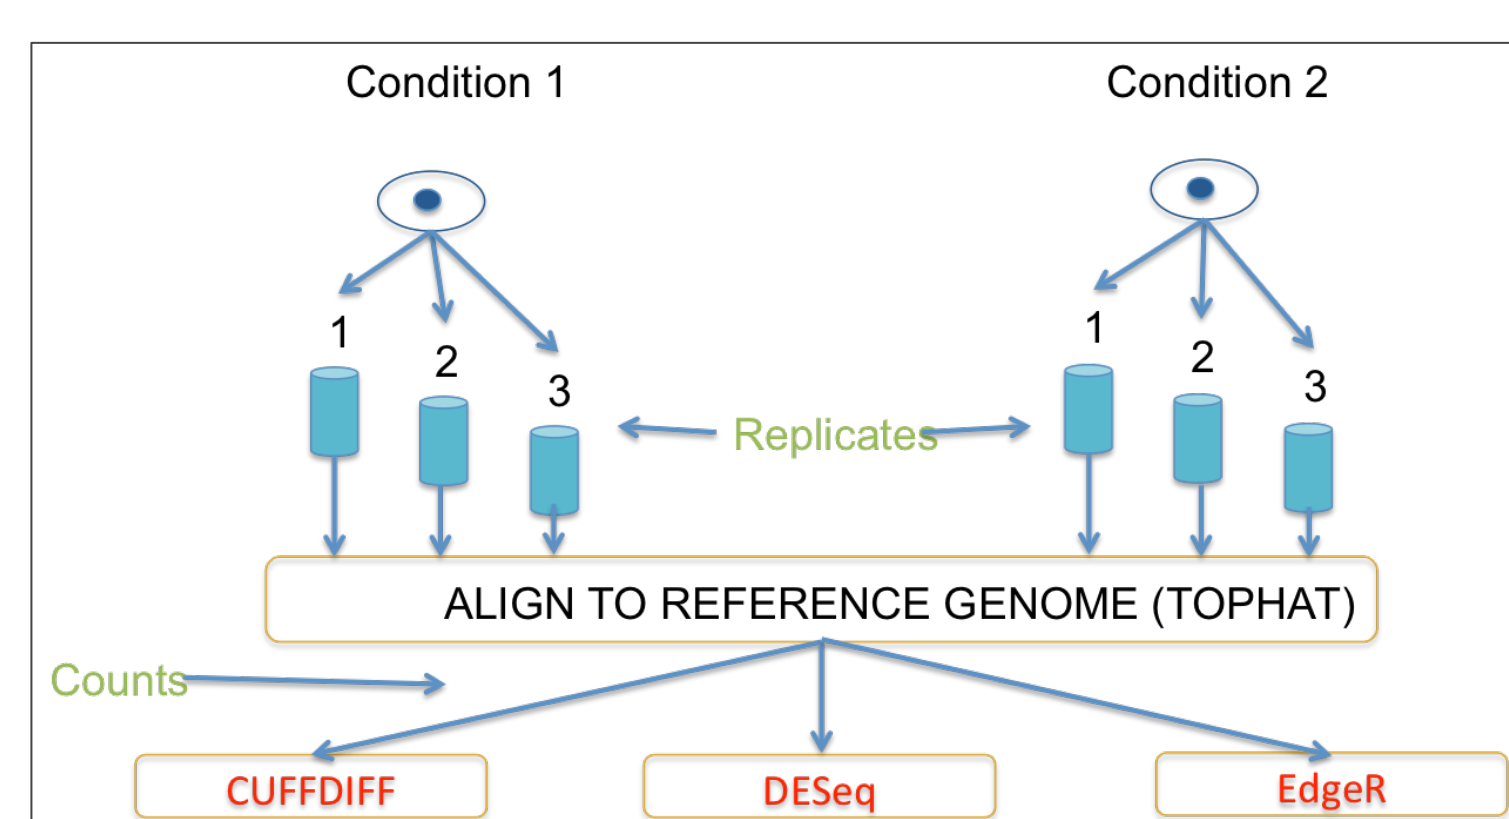 Condition 1
Condition 2
1
2
3
1
2
3
Replicates
ALIGN TO REFERENCE GENOME (TOPHAT)
Counts
CUFFDIFF
DESeq
EdgeR